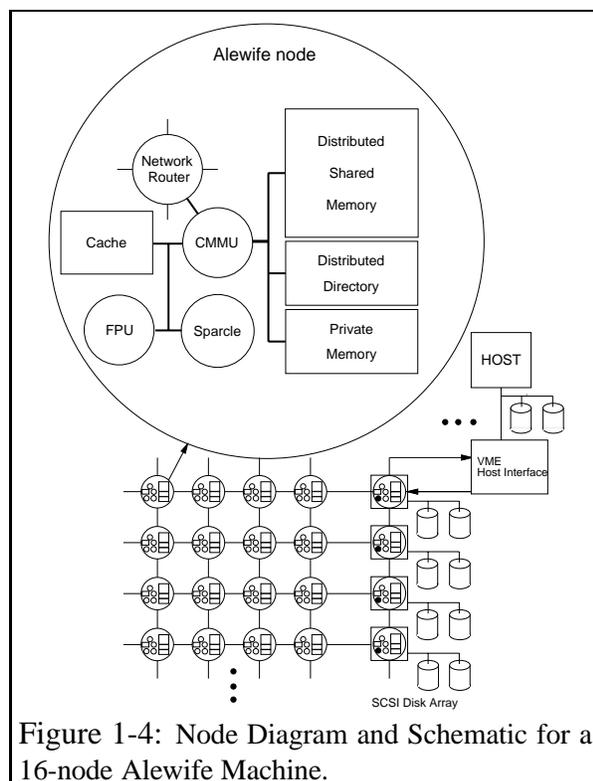 Alewife node
Network
Router
Distributed
Shared
Memory
Cache
CMMU
Distributed
Directory
FPU
Sparcle
Private
Memory
HOST
VME
Host Interface
SCSI Disk Array
Figure 1-4: Node Diagram and Schematic for a
16-node Alewife Machine.